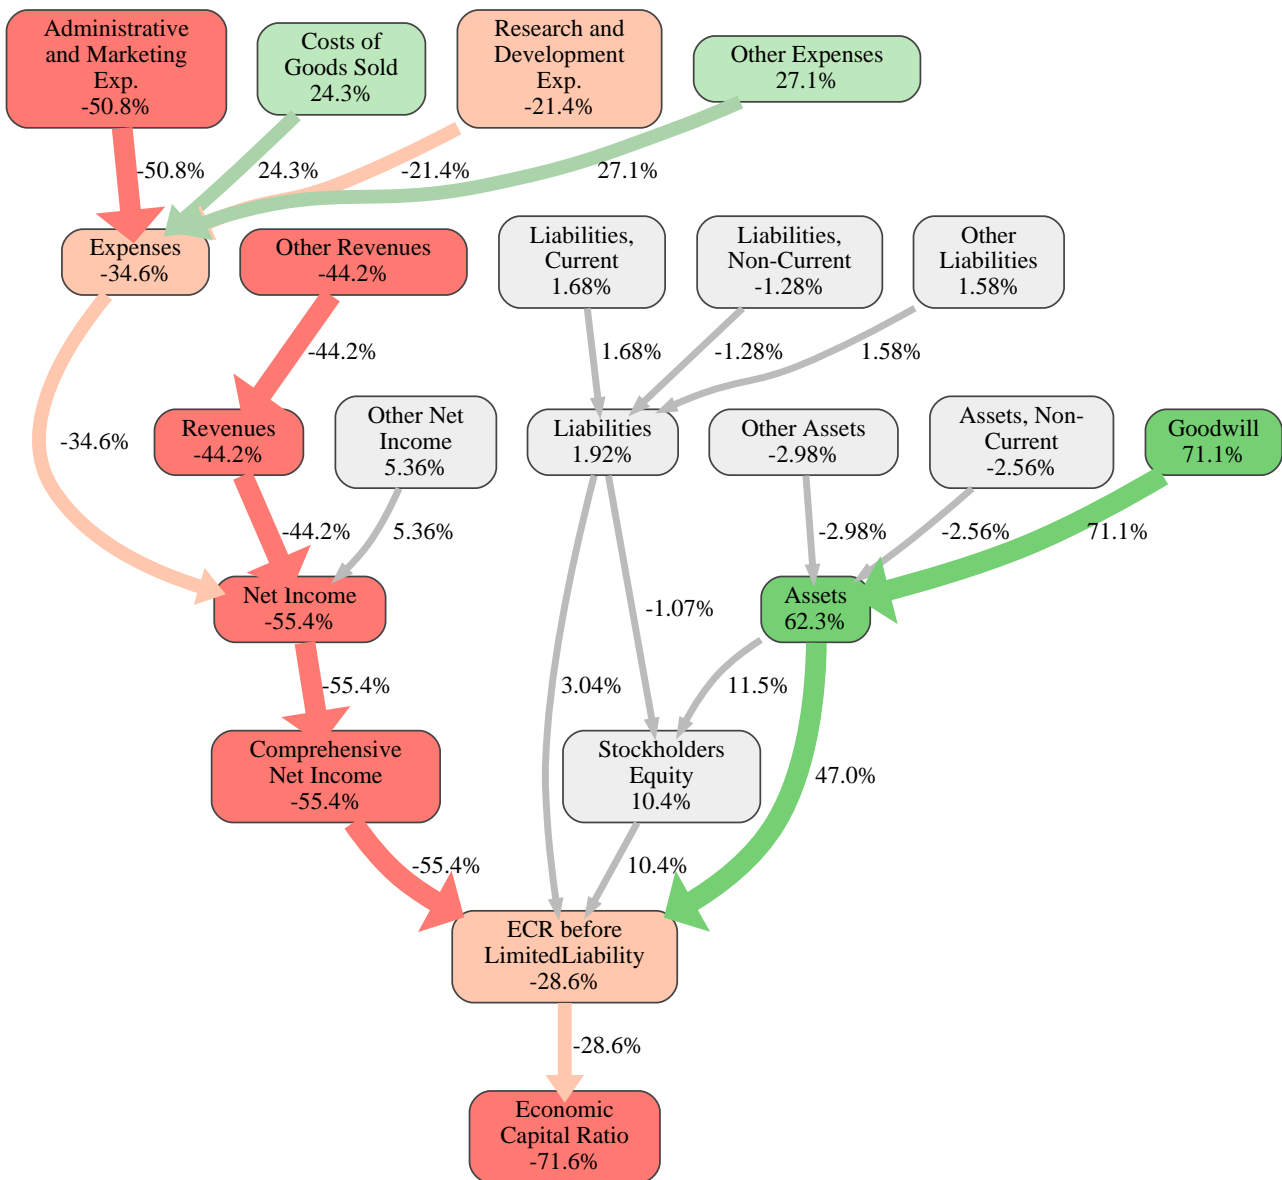 Administrative
and Marketing
Exp.
-50.8%
Costs of
Goods Sold
24.3%
Research and
Development
Exp.
-21.4%
Other Expenses
27.1%
-50.8%
24.3%
-21.4%
27.1%
Expenses
-34.6%
Other Revenues
-44.2%
Liabilities,
Current
1.68%
Liabilities,
Non-Current
-1.28%
Other
Liabilities
1.58%
-44.2%
1.68%
-1.28%
1.58%
-34.6%
Revenues
-44.2%
Other Net
Income
5.36%
Liabilities
1.92%
Other Assets
-2.98%
Assets, Non-
Current
-2.56%
Goodwill
71.1%
-44.2%
5.36%
-2.98%
-2.56%
71.1%
Net Income
-55.4%
-1.07%
Assets
62.3%
-55.4%
3.04%
11.5%
Comprehensive
Net Income
-55.4%
Stockholders
Equity
10.4%
47.0%
-55.4%
10.4%
ECR before
LimitedLiability
-28.6%
-28.6%
Economic
Capital Ratio
-71.6%